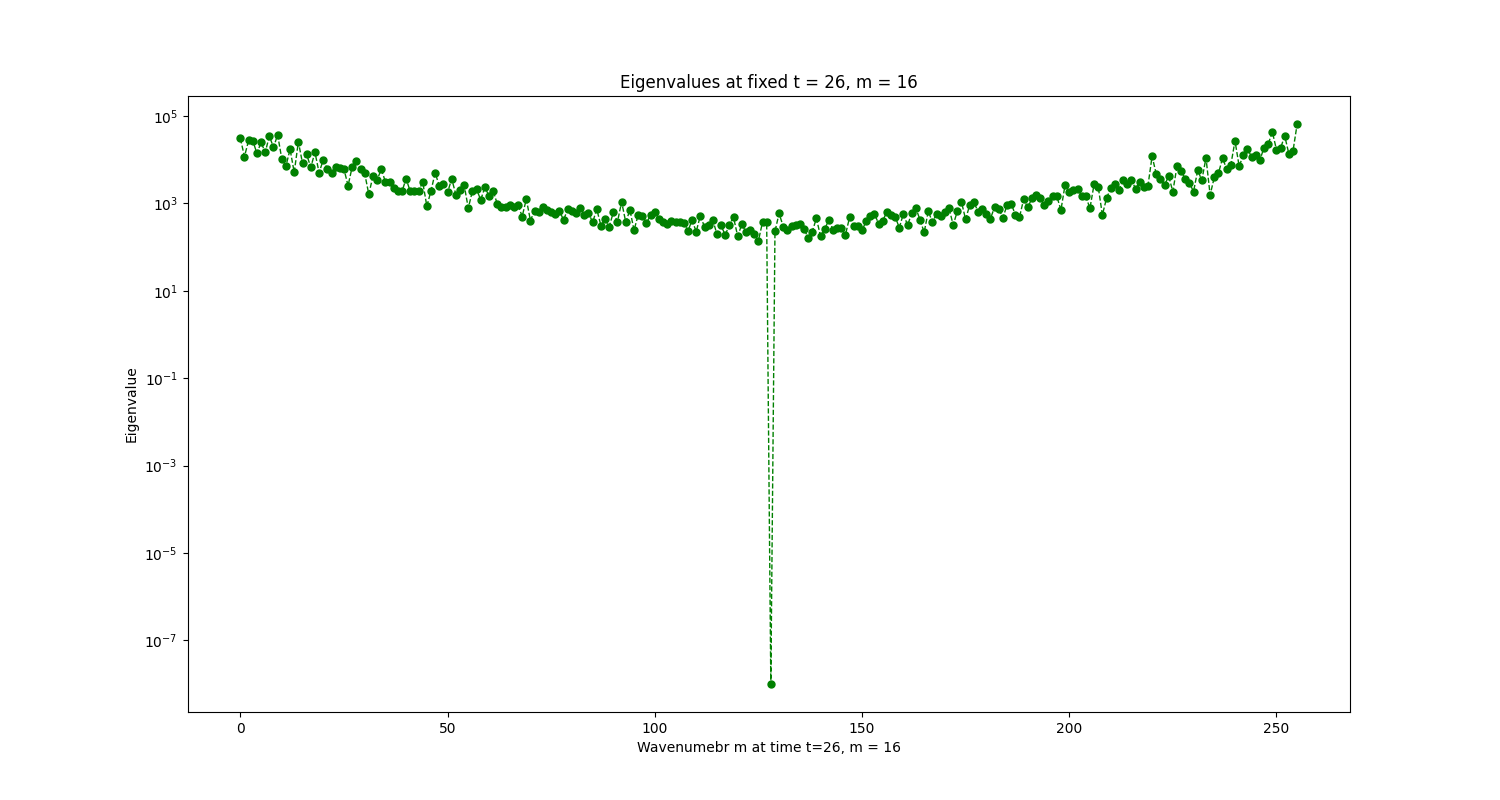 Eigenvalues at fixed t = 26, m = 16
Eigenvalue
10^5
10^3
10^1
10^-1
10^-3
10^-5
10^-7
0 50 100 150 200 250
Wavenumebr m at time t=26, m = 16